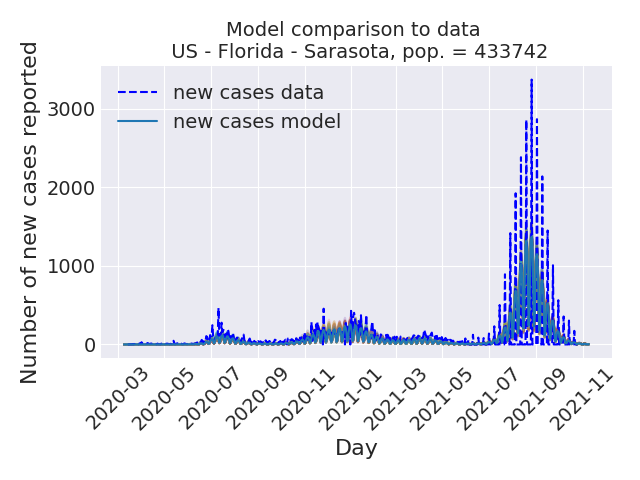 Model comparison to data
US - Florida - Sarasota, pop. = 433742
Number of new cases reported
3000
2000
1000
0
new cases data
new cases model
2020-03
2020-05
2020-07
2020-09
2020-11
2021-01
2021-03
2021-05
2021-07
2021-09
2021-11
Day